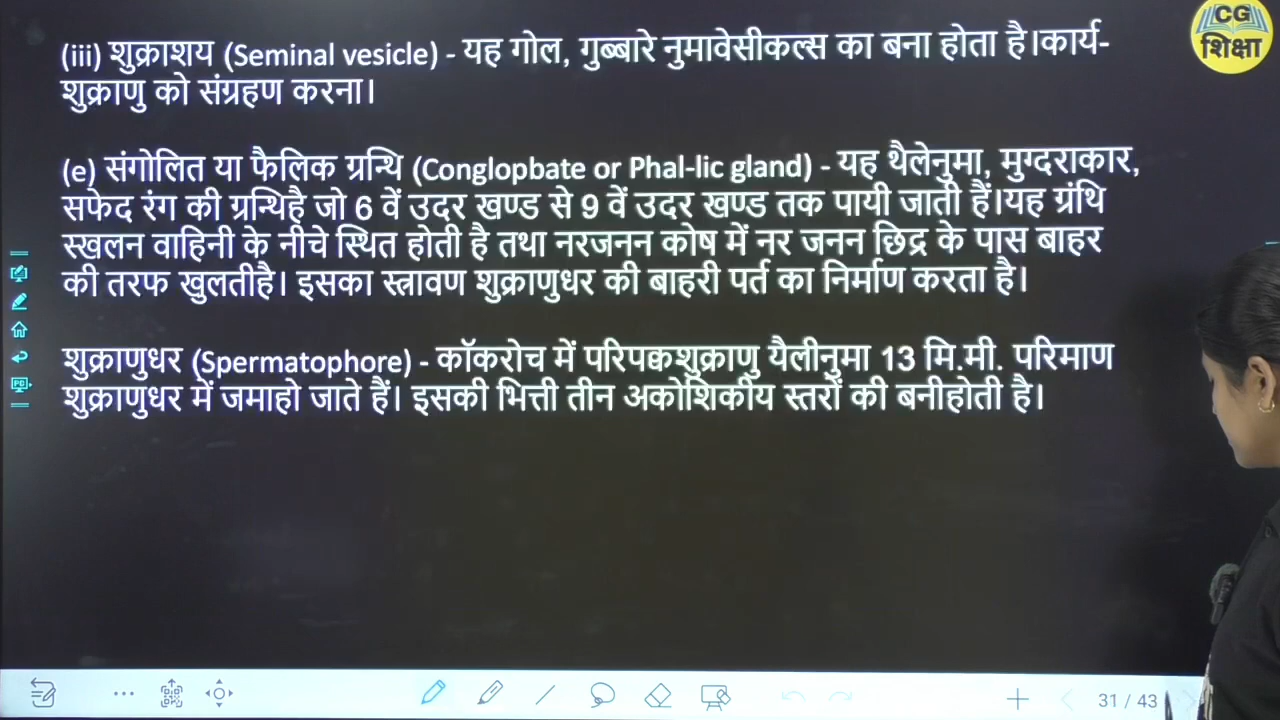 CG
शिक्षा
(iii) शुक्राशय (Seminal vesicle) - यह गोल, गुब्बारे नुमावेसीकल्स का बना होता है।कार्य-
शुक्राणु को संग्रहण करना।
(e) संगोलित या फैलिक ग्रन्थि (Conglopbate or Phal-lic gland) - यह थैलेनुमा, मुग्दराकार,
सफेद रंग की ग्रन्थिहै जो 6 वें उदर खण्ड से 9 वें उदर खण्ड तक पायी जाती हैं।यह ग्रंथि
स्खलन वाहिनी के नीचे स्थित होती है तथा नरजनन कोष में नर जनन छिद्र के पास बाहर
की तरफ खुलतीहै। इसका स्त्रावण शुक्राणुधर की बाहरी पर्त का निर्माण करता है।
शुक्राणुधर (Spermatophore) - कॉकरोच में परिपक्वशुक्राणु यैलीनुमा 13 मि.मी. परिमाण
शुक्राणुधर में जमाहो जाते हैं। इसकी भित्ती तीन अकोशिकीय स्तरों की बनीहोती है।
31 / 43